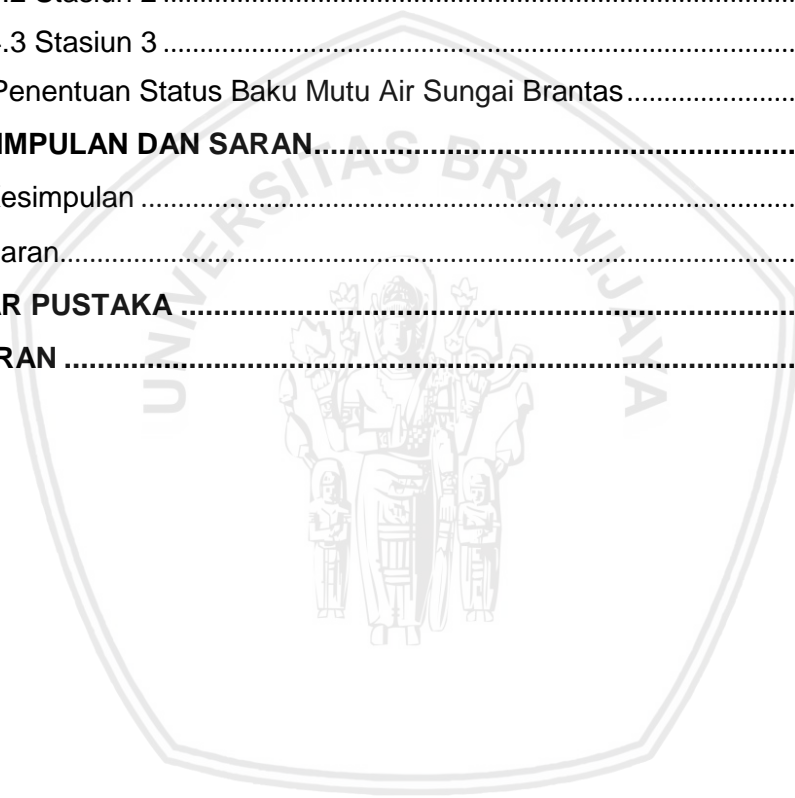 .2 Stasiun 2 ........................................................................................
.3 Stasiun 3 ........................................................................................
Penentuan Status Baku Mutu Air Sungai Brantas .....................
IMPULAN DAN SARAN..........................................................
esimpulan ........................................................................................
aran........................................................................................
AR PUSTAKA ..........................................................................
RAN ........................................................................................
UNIVERSITAS BRAWIJAYA